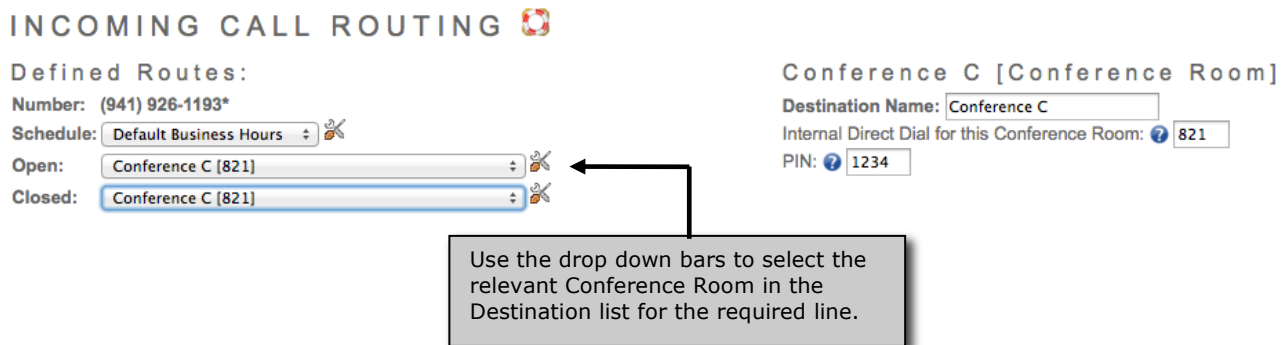 INCOMING CALL ROUTING
Defined Routes:
Number: (941) 926-1193*
Schedule: Default Business Hours
Open: Conference C [821]
Closed: Conference C [821]
Conference C [Conference Room]
Destination Name: Conference C
Internal Direct Dial for this Conference Room: ? 821
PIN: ? 1234
Use the drop down bars to select the
relevant Conference Room in the
Destination list for the required line.